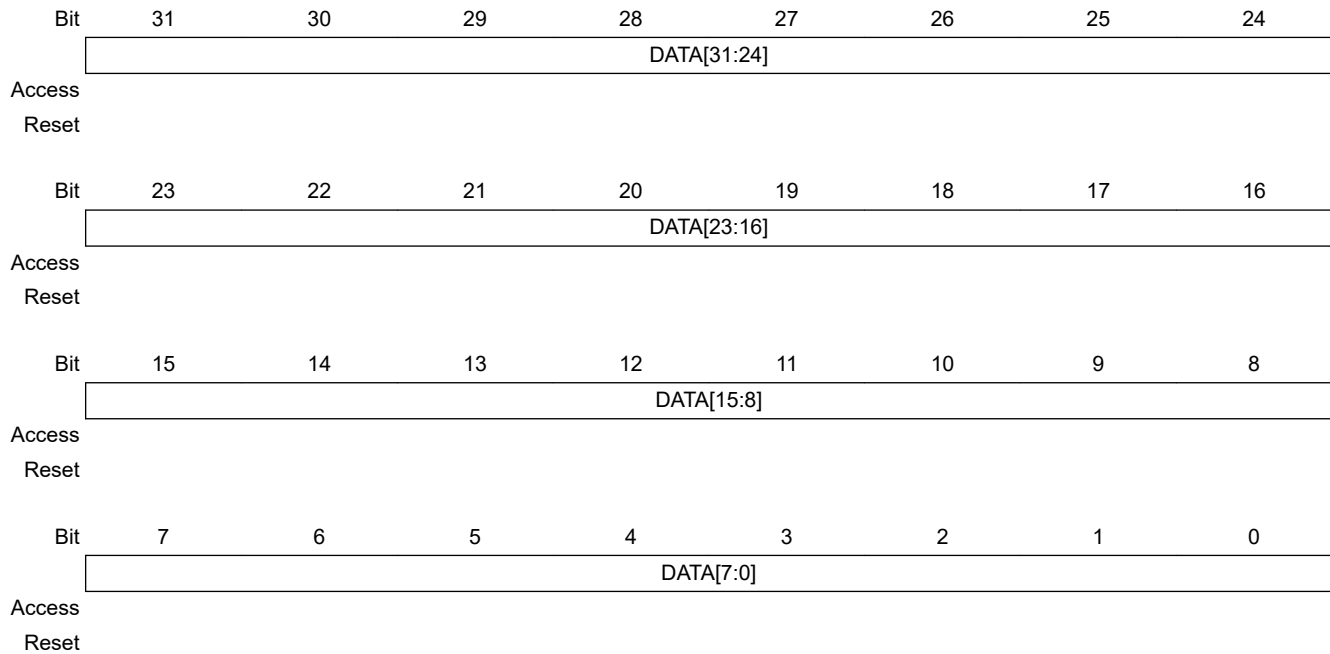 Bit 31 30 29 28 27 26 25 24
DATA[31:24]
Access
Reset
Bit 23 22 21 20 19 18 17 16
DATA[23:16]
Access
Reset
Bit 15 14 13 12 11 10 9 8
DATA[15:8]
Access
Reset
Bit 7 6 5 4 3 2 1 0
DATA[7:0]
Access
Reset